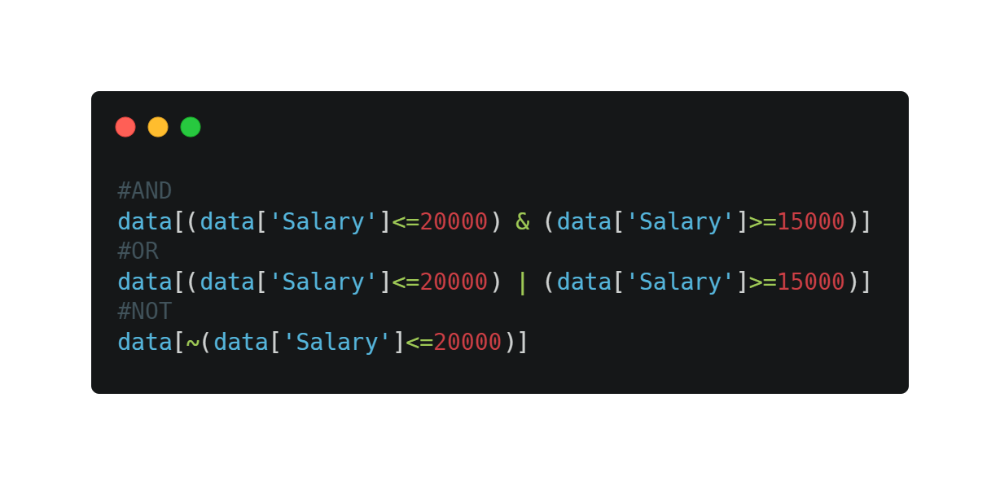 #AND
data[(data['Salary']<=20000) & (data['Salary']>=15000)]
#OR
data[(data['Salary']<=20000) | (data['Salary']>=15000)]
#NOT
data[~(data['Salary']<=20000)]